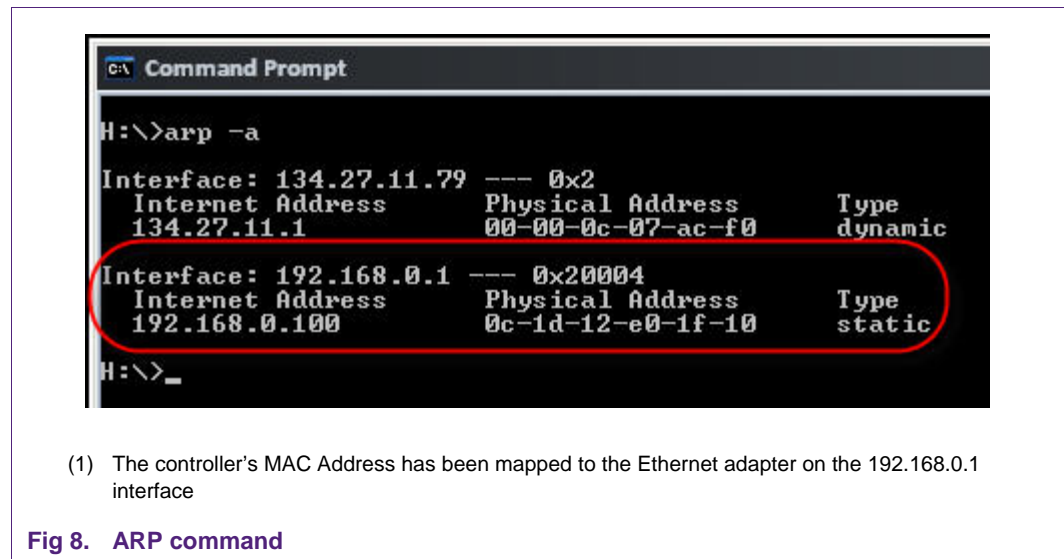 C:\ Command Prompt
H:\>arp -a
Interface: 134.27.11.79 --- 0x2
Internet Address Physical Address Type
134.27.11.1 00-00-0c-07-ac-f0 dynamic
Interface: 192.168.0.1 --- 0x20004
Internet Address Physical Address Type
192.168.0.100 0c-1d-12-e0-1f-10 static
H:\>_
(1) The controller's MAC Address has been mapped to the Ethernet adapter on the 192.168.0.1
interface
Fig 8. ARP command